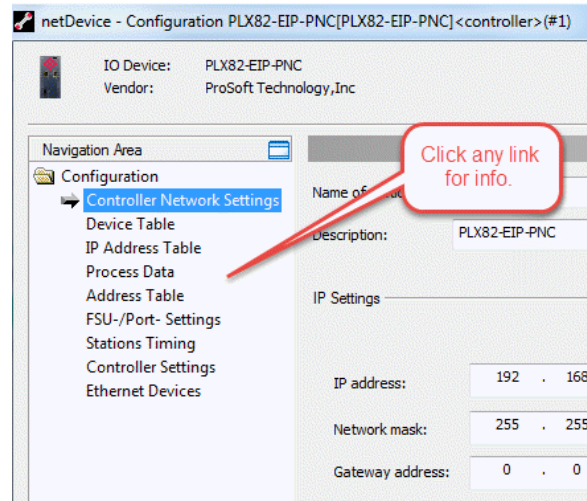 netDevice - Configuration PLX82-EIP-PNC[PLX82-EIP-PNC]<controller>(#1)
IO Device: PLX82-EIP-PNC
Vendor: ProSoft Technology,Inc
Navigation Area
Configuration
Controller Network Settings
Device Table
IP Address Table
Process Data
Address Table
FSU-/Port- Settings
Stations Timing
Controller Settings
Ethernet Devices
Click any link
for info.
Name of
Description: PLX82-EIP-PNC
IP Settings
IP address: 192 . 168
Network mask: 255 . 255
Gateway address: 0 . 0